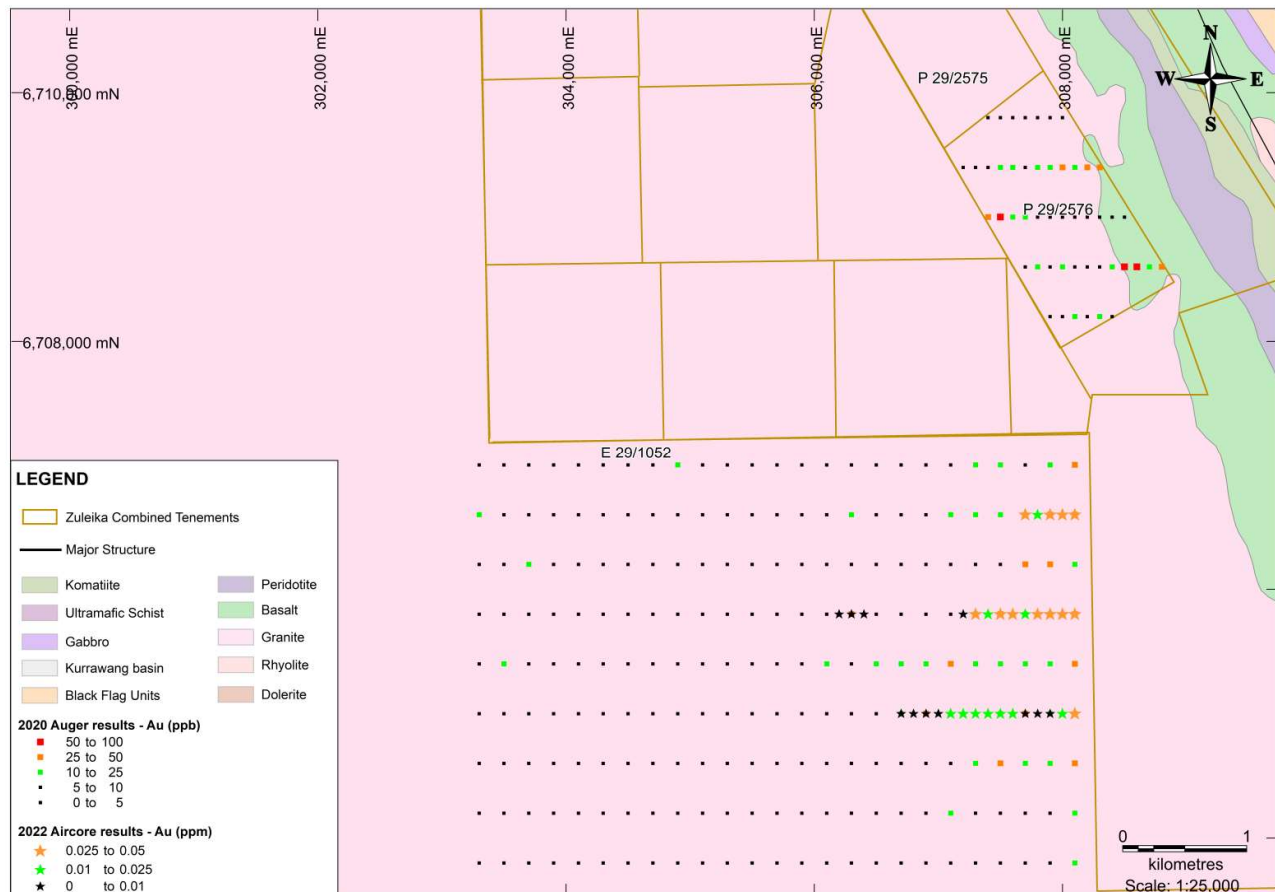 300,000 mE
302,000 mE
304,000 mE
306,000 mE
308,000 mE
N
W E
S
6,710,000 mN
P 29/2575
P 29/2576
6,708,000 mN
E 29/1052
LEGEND
Zuleika Combined Tenements
Major Structure
Komatiite Peridotite
Ultramafic Schist Basalt
Gabbro Granite
Kurrawang basin Rhyolite
Black Flag Units Dolerite
2020 Auger results - Au (ppb)
50 to 100
25 to 50
10 to 25
5 to 10
0 to 5
2022 Aircore results - Au (ppm)
0.025 to 0.05
0.01 to 0.025
0 to 0.01
0 1
kilometres
Scale: 1:25,000